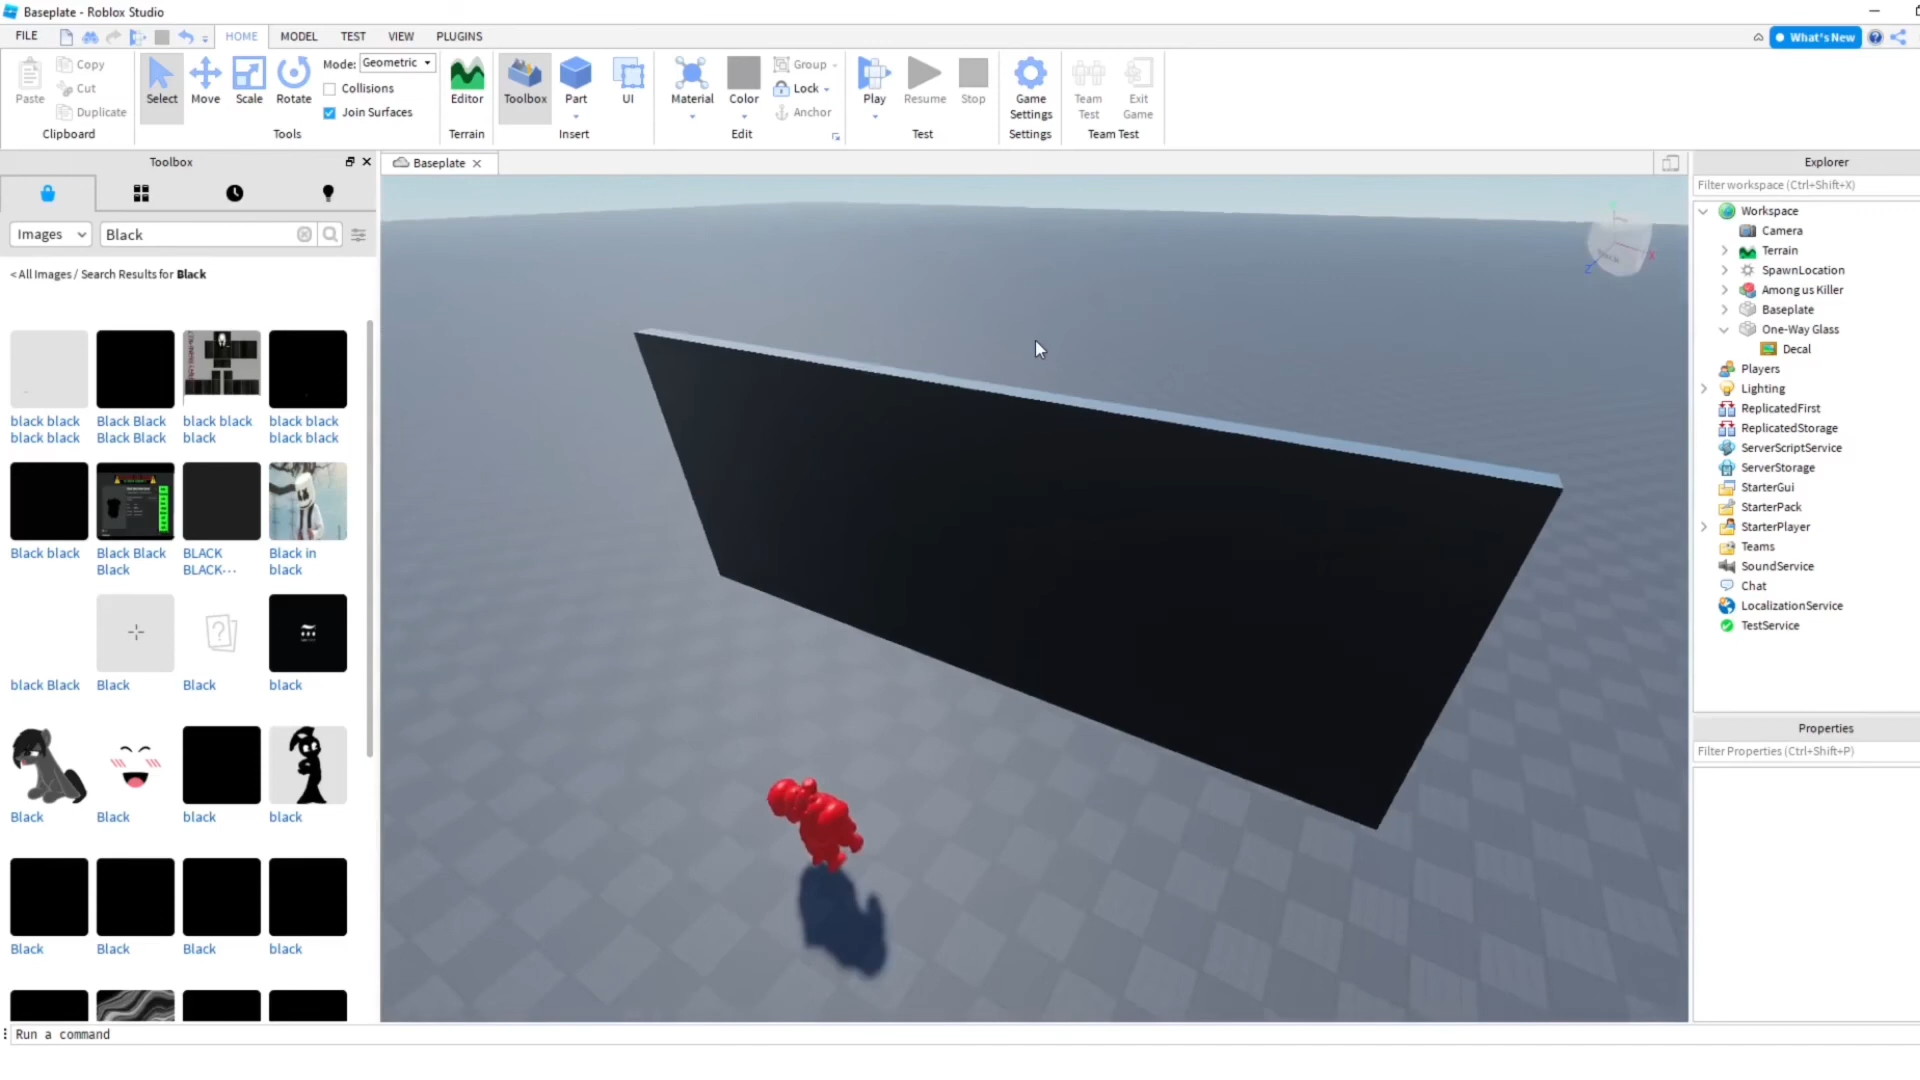 Baseplate - Roblox Studio
FILE HOME MODEL TEST VIEW PLUGINS What's New
Paste Copy Cut Duplicate
Clipboard
Select Move Scale Rotate
Mode: Geometric
Collisions
Join Surfaces
Tools
Editor
Terrain
Toolbox Part UI
Insert
Material Color
Group
Lock
Anchor
Edit
Play Resume Stop
Test
Game Settings
Settings
Team Test
Exit Game
Team Test
Toolbox
Images Black
< All Images / Search Results for Black
black black black black
Black Black Black Black
black black black
black black black black
Black black
Black Black Black
BLACK BLACK...
Black in black
black Black
Black
Black
black
Black
Black
black
black
Black
Black
Black
black
Baseplate
Explorer
Filter workspace (Ctrl+Shift+X)
Workspace
Camera
Terrain
SpawnLocation
Among us Killer
Baseplate
One-Way Glass
Decal
Players
Lighting
ReplicatedFirst
ReplicatedStorage
ServerScriptService
ServerStorage
StarterGui
StarterPack
StarterPlayer
Teams
SoundService
Chat
LocalizationService
TestService
Properties
Filter Properties (Ctrl+Shift+P)
Run a command